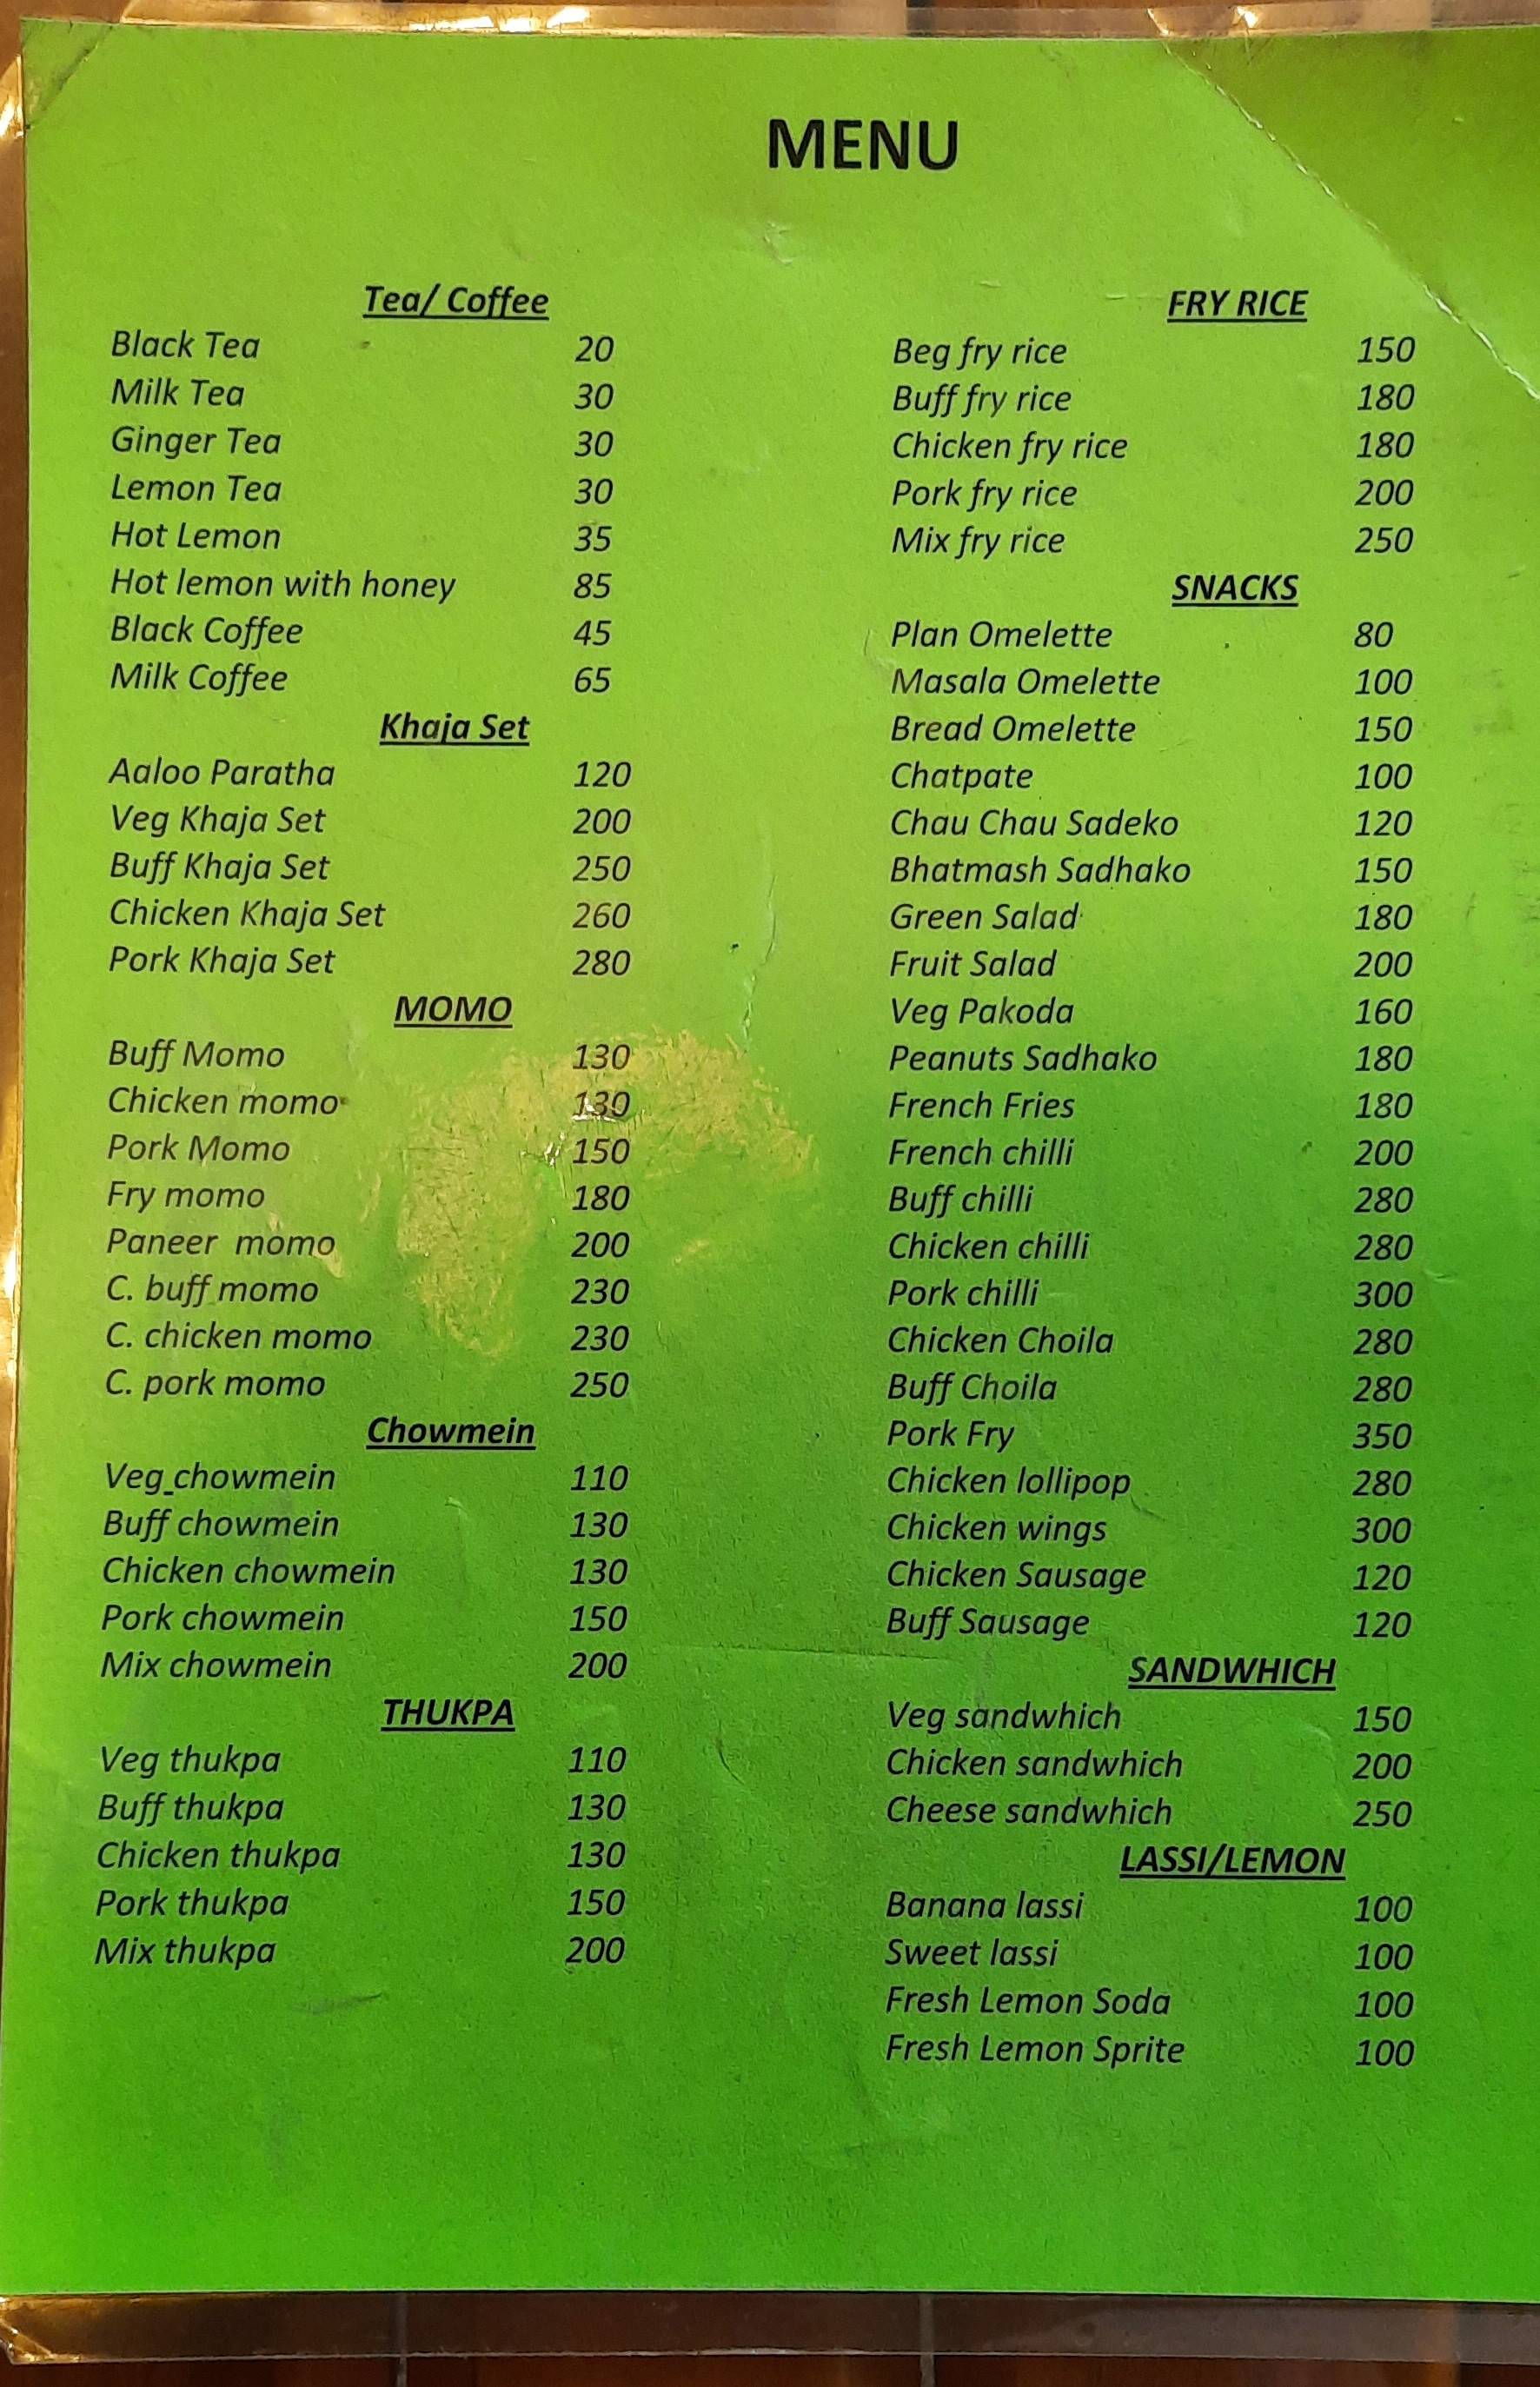 MENU
Tea/ Coffee
Black Tea 20
Milk Tea 30
Ginger Tea 30
Lemon Tea 30
Hot Lemon 35
Hot lemon with honey 85
Black Coffee 45
Milk Coffee 65
Khaja Set
Aaloo Paratha 120
Veg Khaja Set 200
Buff Khaja Set 250
Chicken Khaja Set 260
Pork Khaja Set 280
MOMO
Buff Momo 130
Chicken momo 130
Pork Momo 150
Fry momo 180
Paneer momo 200
C. buff momo 230
C. chicken momo 230
C. pork momo 250
Chowmein
Veg chowmein 110
Buff chowmein 130
Chicken chowmein 130
Pork chowmein 150
Mix chowmein 200
THUKPA
Veg thukpa 110
Buff thukpa 130
Chicken thukpa 130
Pork thukpa 150
Mix thukpa 200
FRY RICE
Beg fry rice 150
Buff fry rice 180
Chicken fry rice 180
Pork fry rice 200
Mix fry rice 250
SNACKS
Plan Omelette 80
Masala Omelette 100
Bread Omelette 150
Chatpate 100
Chau Chau Sadeko 120
Bhatmash Sadhako 150
Green Salad 180
Fruit Salad 200
Veg Pakoda 160
Peanuts Sadhako 180
French Fries 180
French chilli 200
Buff chilli 280
Chicken chilli 280
Pork chilli 300
Chicken Choila 280
Buff Choila 280
Pork Fry 350
Chicken lollipop 280
Chicken wings 300
Chicken Sausage 120
Buff Sausage 120
SANDWHICH
Veg sandwhich 150
Chicken sandwhich 200
Cheese sandwhich 250
LASSI/LEMON
Banana lassi 100
Sweet lassi 100
Fresh Lemon Soda 100
Fresh Lemon Sprite 100